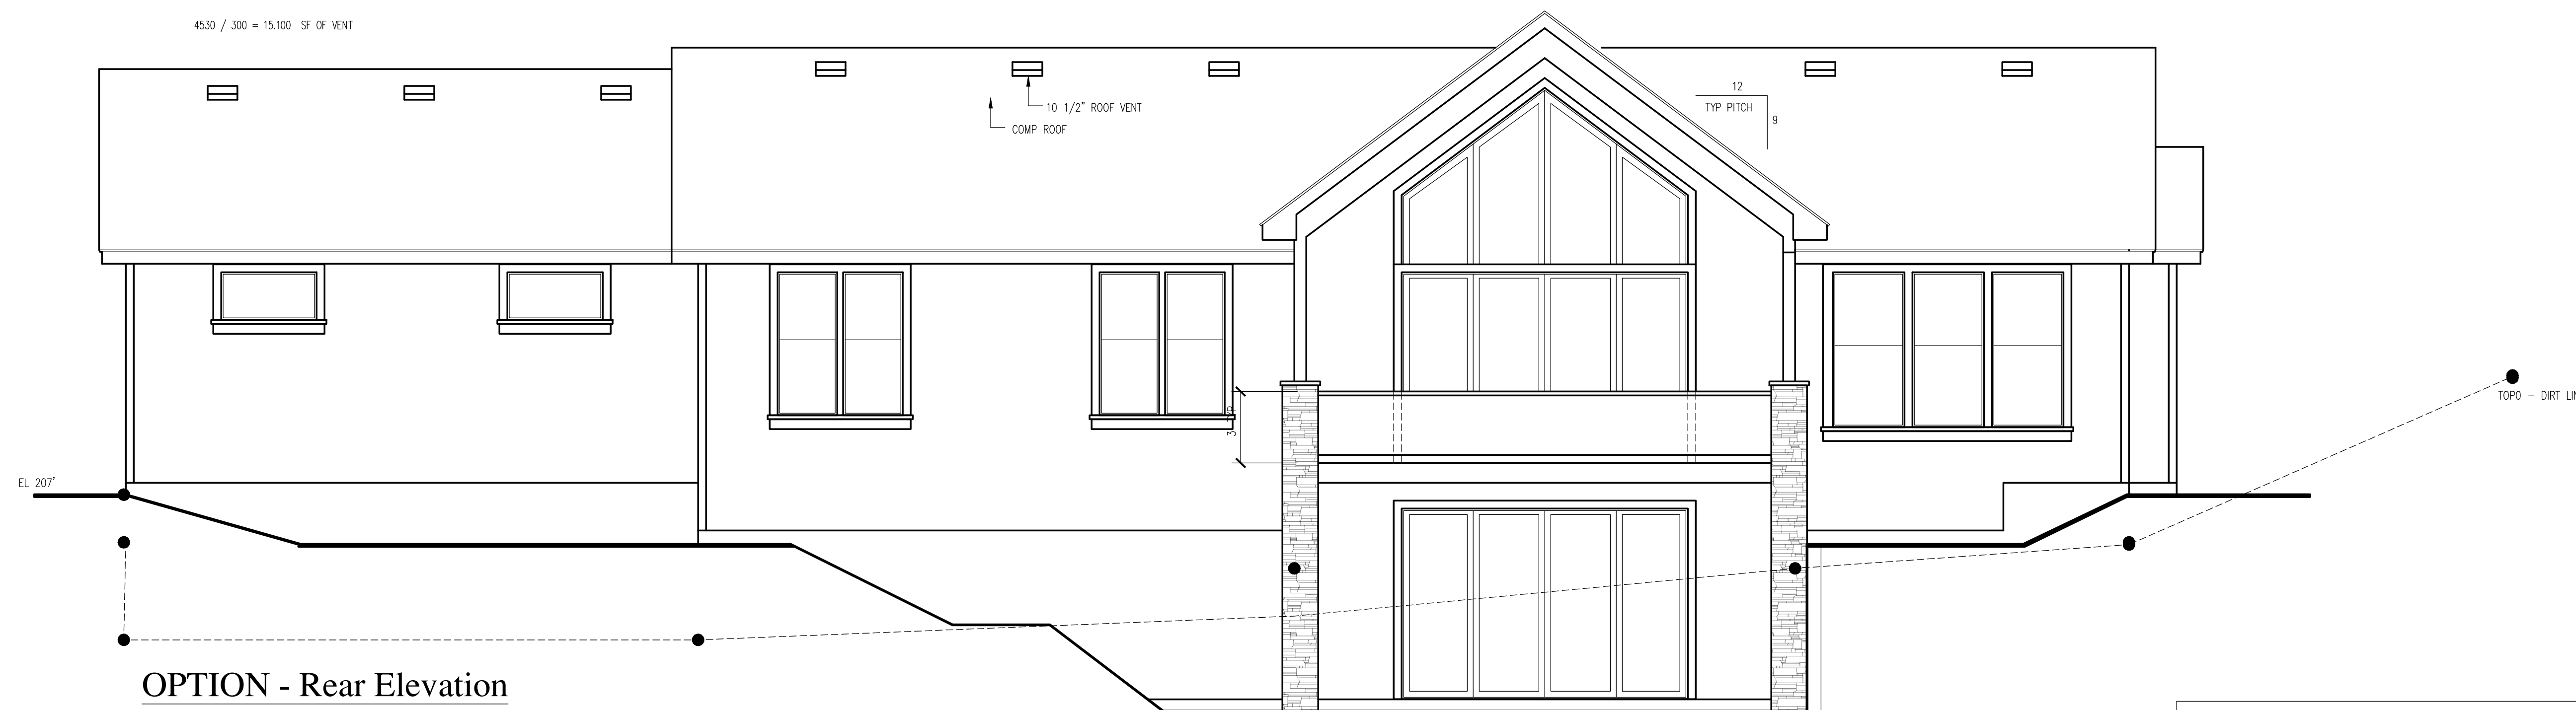 4530 / 300 = 15.100 SF OF VENT
12
TYP PITCH
9
10 1/2" ROOF VENT
COMP ROOF
TOPO - DIRT
EL 207'
OPTION - Rear Elevation